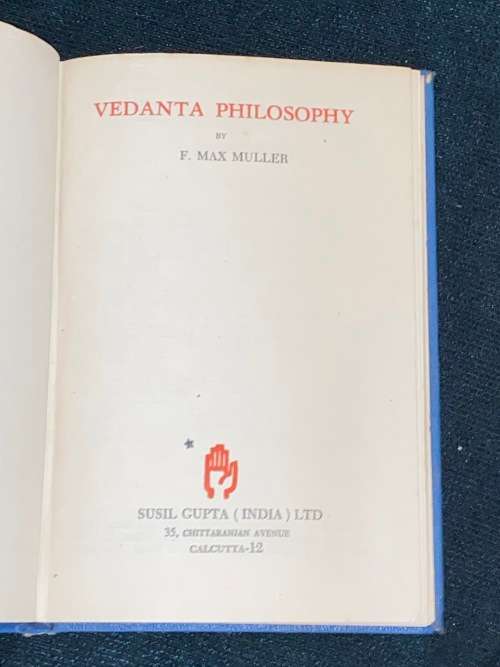 VEDANTA PHILOSOPHY
BY
F. MAX MULLER
SUSIL GUPTA ( INDIA ) LTD
35, CHITTARANJAN AVENUE
CALCUTTA-12